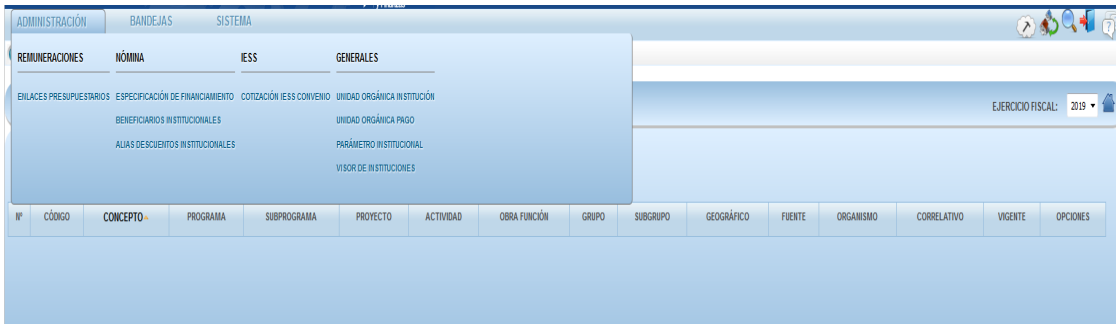 y Finanzas
ADMINISTRACIÓN BANDEJAS SISTEMA
REMUNERACIONES NÓMINA IESS GENERALES
ENLACES PRESUPUESTARIOS ESPECIFICACIÓN DE FINANCIAMIENTO COTIZACIÓN IESS CONVENIO UNIDAD ORGÁNICA INSTITUCIÓN
BENEFICIARIOS INSTITUCIONALES UNIDAD ORGÁNICA PAGO
ALIAS DESCUENTOS INSTITUCIONALES PARÁMETRO INSTITUCIONAL
VISOR DE INSTITUCIONES
EJERCICIO FISCAL: 2019
Nº CÓDIGO CONCEPTO PROGRAMA SUBPROGRAMA PROYECTO ACTIVIDAD OBRA FUNCIÓN GRUPO SUBGRUPO GEOGRÁFICO FUENTE ORGANISMO CORRELATIVO VIGENTE OPCIONES